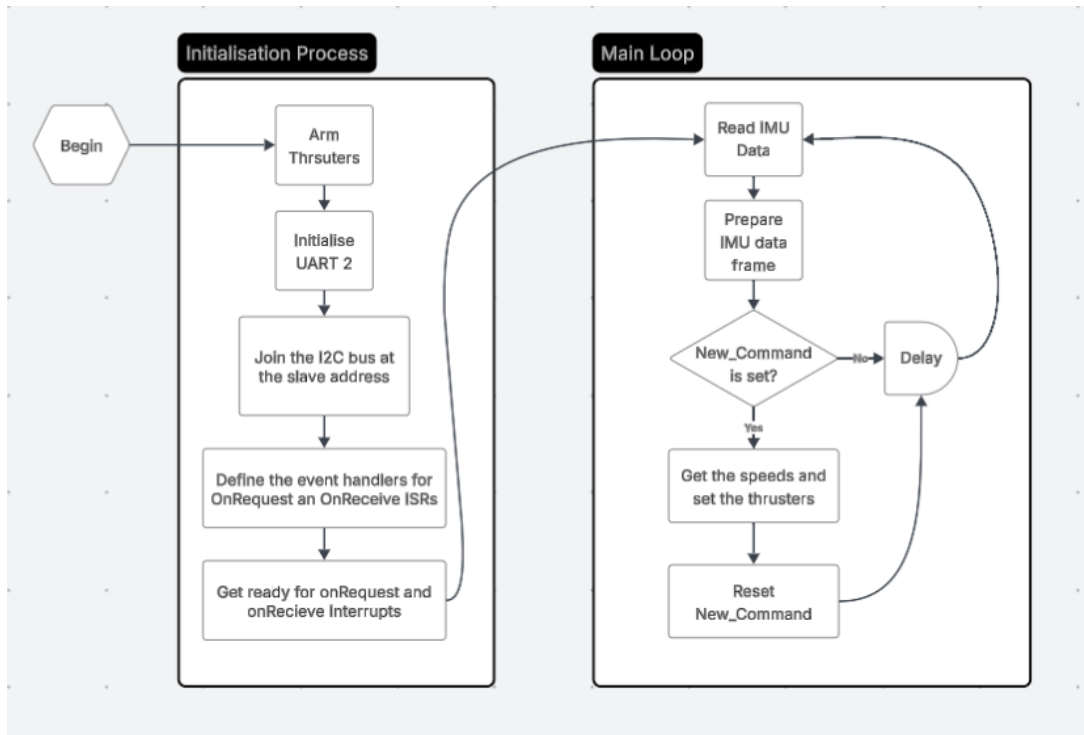 Initialisation Process
Begin
Arm
Thrsuters
Initialise
UART 2
Join the I2C bus at
the slave address
Define the event handlers for
OnRequest an OnReceive ISRs
Get ready for onRequest and
onRecieve Interrupts
Main Loop
Read IMU
Data
Prepare
IMU data
frame
New_Command
is set?
No
Delay
Yes
Get the speeds and
set the thrusters
Reset
New_Command